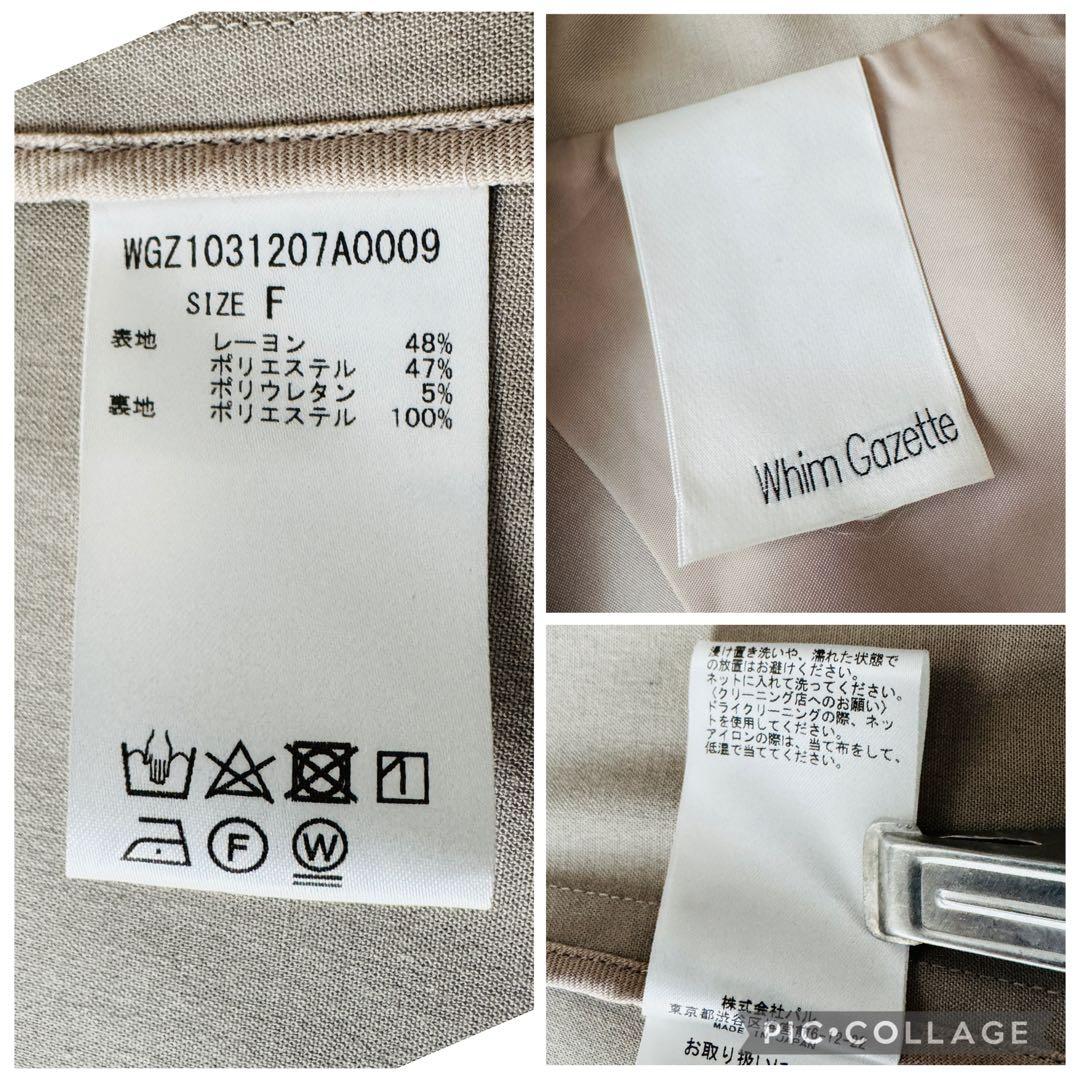 WGZ1031207A0009
SIZE F
表地 レーヨン 48%
ポリエステル 47%
ポリウレタン 5%
裏地 ポリエステル 100%
1
F
W
Whim Gazette
浸け置き洗いや、濡れた状態で
の放置はお避けください。
ネットに入れて洗ってください。
〈クリーニング店へのお願い〉
ドライクリーニングの際、ネッ
トを使用してください。
アイロンの際は、当て布をして、
低温で当ててください。
株式会社パル
東京都渋谷区
-12-22
MADE IN JAPAN
お取り扱い
PIC•COLLAGE